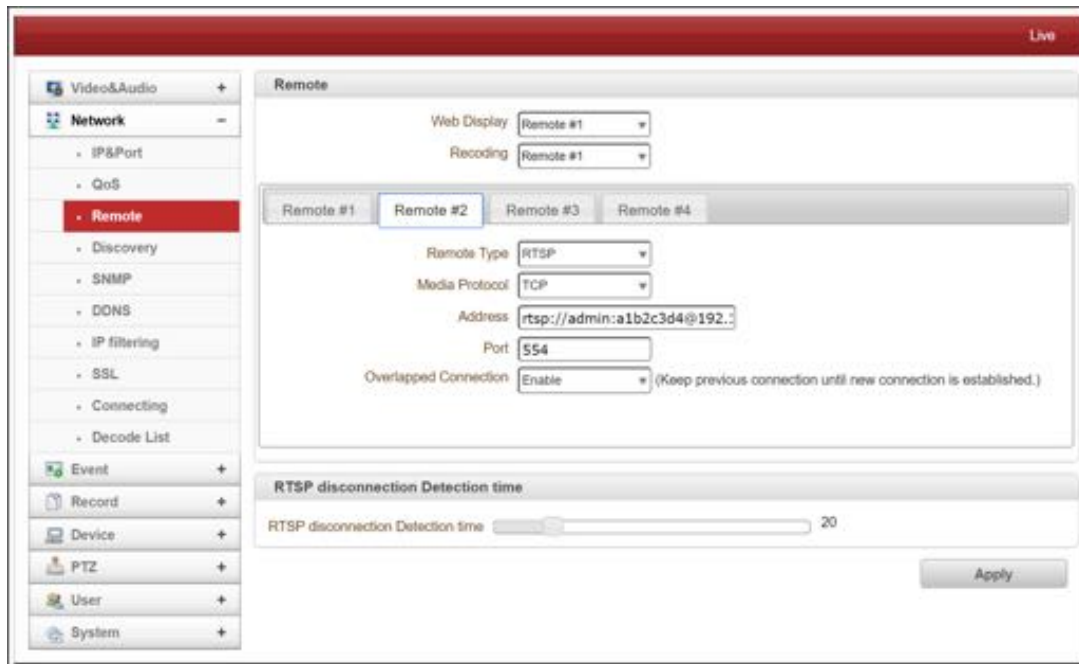 Live
Video&Audio +
Network -
IP&Port
QoS
Remote
Discovery
SNMP
DDNS
IP filtering
SSL
Connecting
Decode List
Event +
Record +
Device +
PTZ +
User +
System +
Remote
Web Display Remote #1
Recoding Remote #1
Remote #1 Remote #2 Remote #3 Remote #4
Remote Type RTSP
Media Protocol TCP
Address rtsp://admin:a1b2c3d4@192.
Port 554
Overlapped Connection Enable (Keep previous connection until new connection is established.)
RTSP disconnection Detection time
RTSP disconnection Detection time 20
Apply